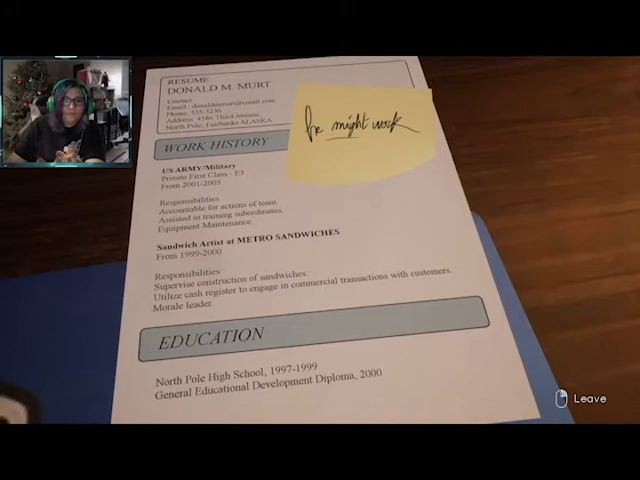 RESUME
DONALD M. MURT
Contact
Email : donaldmurt@email.com
Phone: 555-3236
Address: 4586 Third Avenue,
North Pole, Fairbanks ALASKA
he might work
WORK HISTORY
US ARMY/Military
Private First Class - E3
From 2001-2005
Responsibilities
Accountable for actions of team.
Assisted in training subordinates.
Equipment Maintenance.
Sandwich Artist at METRO SANDWICHES
From 1999-2000
Responsibilities
Supervise construction of sandwiches.
Utilize cash register to engage in commercial transactions with customers.
Morale leader
EDUCATION
North Pole High School, 1997-1999
General Educational Development Diploma, 2000
Leave